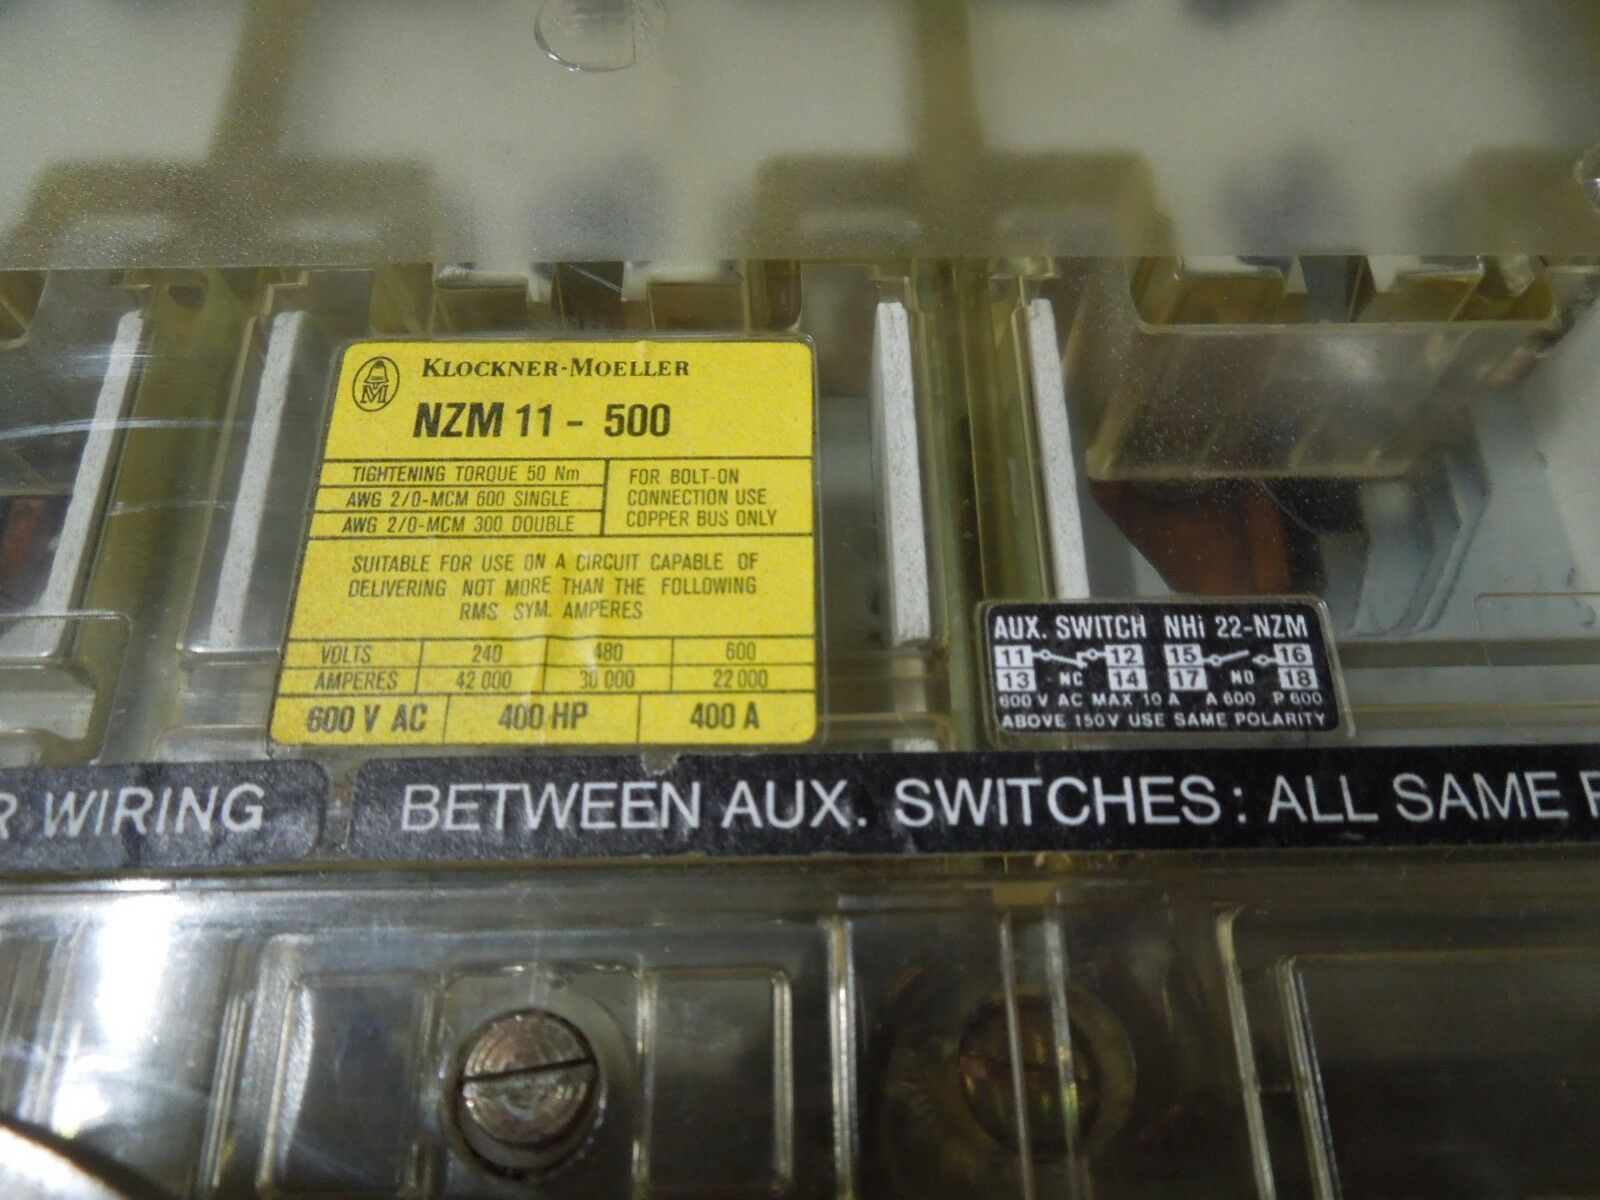 KLOCKNER-MOELLER
M
NZM 11 - 500
TIGHTENING TORQUE 50 Nm
AWG 2/0-MCM 600 SINGLE
AWG 2/0-MCM 300 DOUBLE
FOR BOLT-ON
CONNECTION USE
COPPER BUS ONLY
SUITABLE FOR USE ON A CIRCUIT CAPABLE OF
DELIVERING NOT MORE THAN THE FOLLOWING
RMS SYM. AMPERES
VOLTS 240 480 600
AMPERES 42 000 30 000 22 000
600 V AC 400 HP 400 A
AUX. SWITCH NHi 22-NZM
11 12 15 16
13 NC 14 17 NO 18
600 V AC MAX 10 A A 600 P 600
ABOVE 150V USE SAME POLARITY
R WIRING
BETWEEN AUX. SWITCHES: ALL SAME P